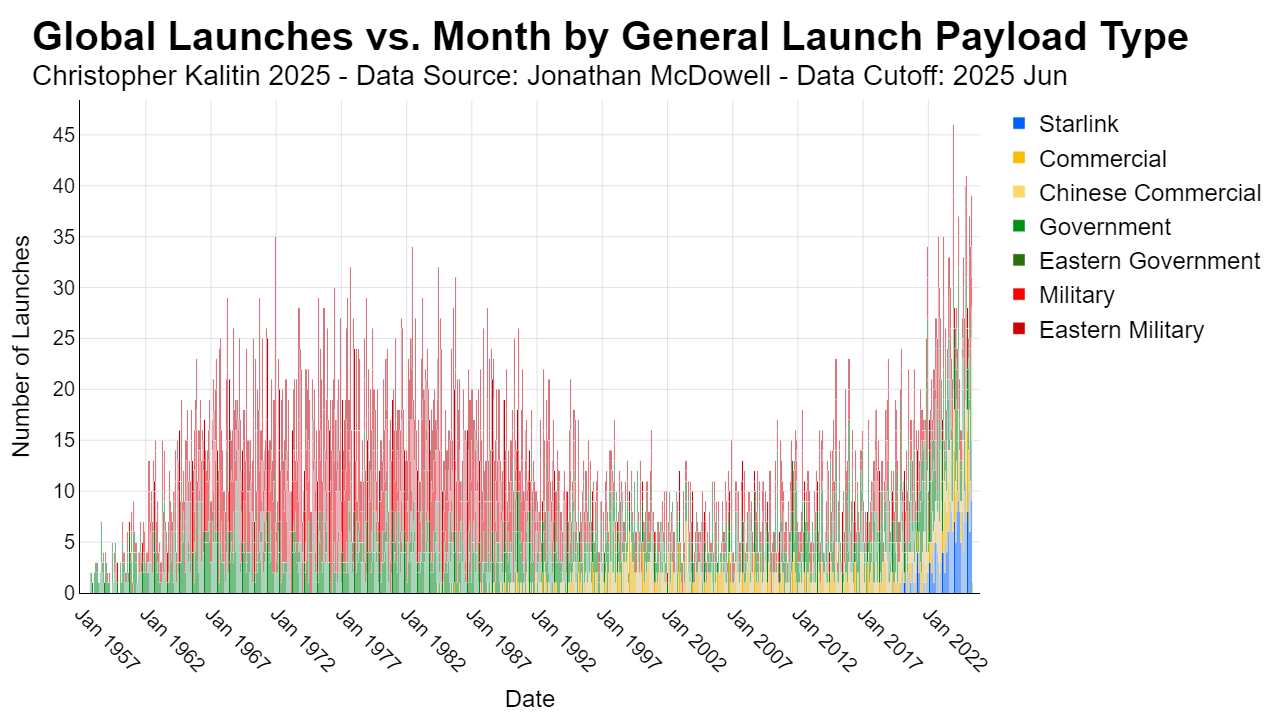 Global Launches vs. Month by General Launch Payload Type
Christopher Kalitin 2025 - Data Source: Jonathan McDowell - Data Cutoff: 2025 Jun
Number of Launches
45
40
35
30
25
20
15
10
5
0
Jan 1957
Jan 1962
Jan 1967
Jan 1972
Jan 1977
Jan 1982
Jan 1987
Jan 1992
Jan 1997
Jan 2002
Jan 2007
Jan 2012
Jan 2017
Jan 2022
Date
Starlink
Commercial
Chinese Commercial
Government
Eastern Government
Military
Eastern Military